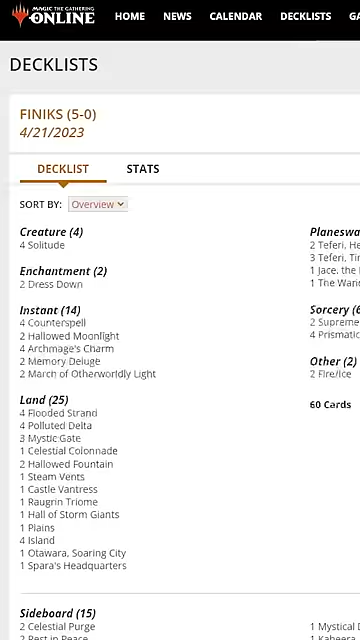 MAGIC THE GATHERING
ONLINE
HOME NEWS CALENDAR DECKLISTS GA
DECKLISTS
FINIKS (5-0)
4/21/2023
DECKLIST STATS
SORT BY: Overview
Creature (4)
4 Solitude
Enchantment (2)
2 Dress Down
Instant (14)
4 Counterspell
2 Hallowed Moonlight
4 Archmage's Charm
2 Memory Deluge
2 March of Otherworldly Light
Land (25)
4 Flooded Strand
4 Polluted Delta
3 Mystic Gate
1 Celestial Colonnade
2 Hallowed Fountain
1 Steam Vents
1 Castle Vantress
1 Raugrin Triome
1 Hall of Storm Giants
1 Plains
4 Island
1 Otawara, Soaring City
1 Spara's Headquarters
Planeswa
2 Teferi, He
3 Teferi, Ti
1 Jace, the
1 The Wan
Sorcery (6
2 Supreme
4 Prismatic
Other (2)
2 Fire/Ice
60 Cards
Sideboard (15)
2 Celestial Purge
2 Rest in Peace
1 Mystical D
1 Kaheera